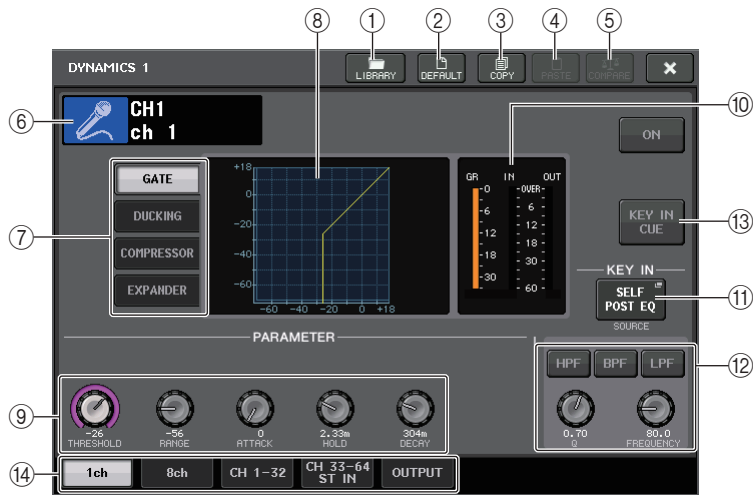 ⑧ ① ② ③ ④ ⑤
DYNAMICS 1
LIBRARY DEFAULT COPY PASTE COMPARE ×
⑥
CH1
ch 1
⑩
ON
GATE
DUCKING
COMPRESSOR
EXPANDER
⑦
+18
0
-20
-40
-60
-60 -40 -20 0 +18
GR IN OUT
0
-6
-12
-18
-30
OVER
6
12
18
30
60
KEY IN
CUE
⑬
KEY IN
SELF
POST EQ
SOURCE
⑪
PARAMETER
HPF BPF LPF
⑫
0.70 80.0
Q FREQUENCY
⑨
-26 -56 0 2.33m 304m
THRESHOLD RANGE ATTACK HOLD DECAY
⑭
1ch 8ch CH 1-32 CH 33-64 OUTPUT
ST IN